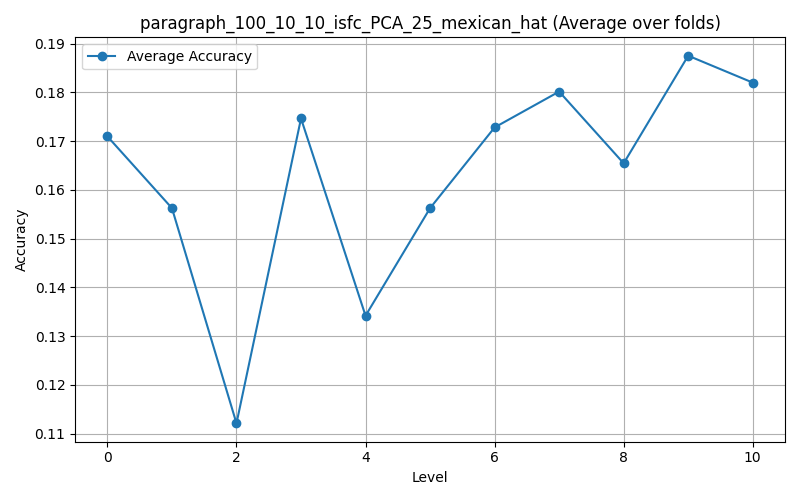 paragraph_100_10_10_isfc_PCA_25_mexican_hat (Average over folds)
Average Accuracy
0.19
0.18
0.17
0.16
0.15
0.14
0.13
0.12
0.11
Accuracy
0 2 4 6 8 10
Level